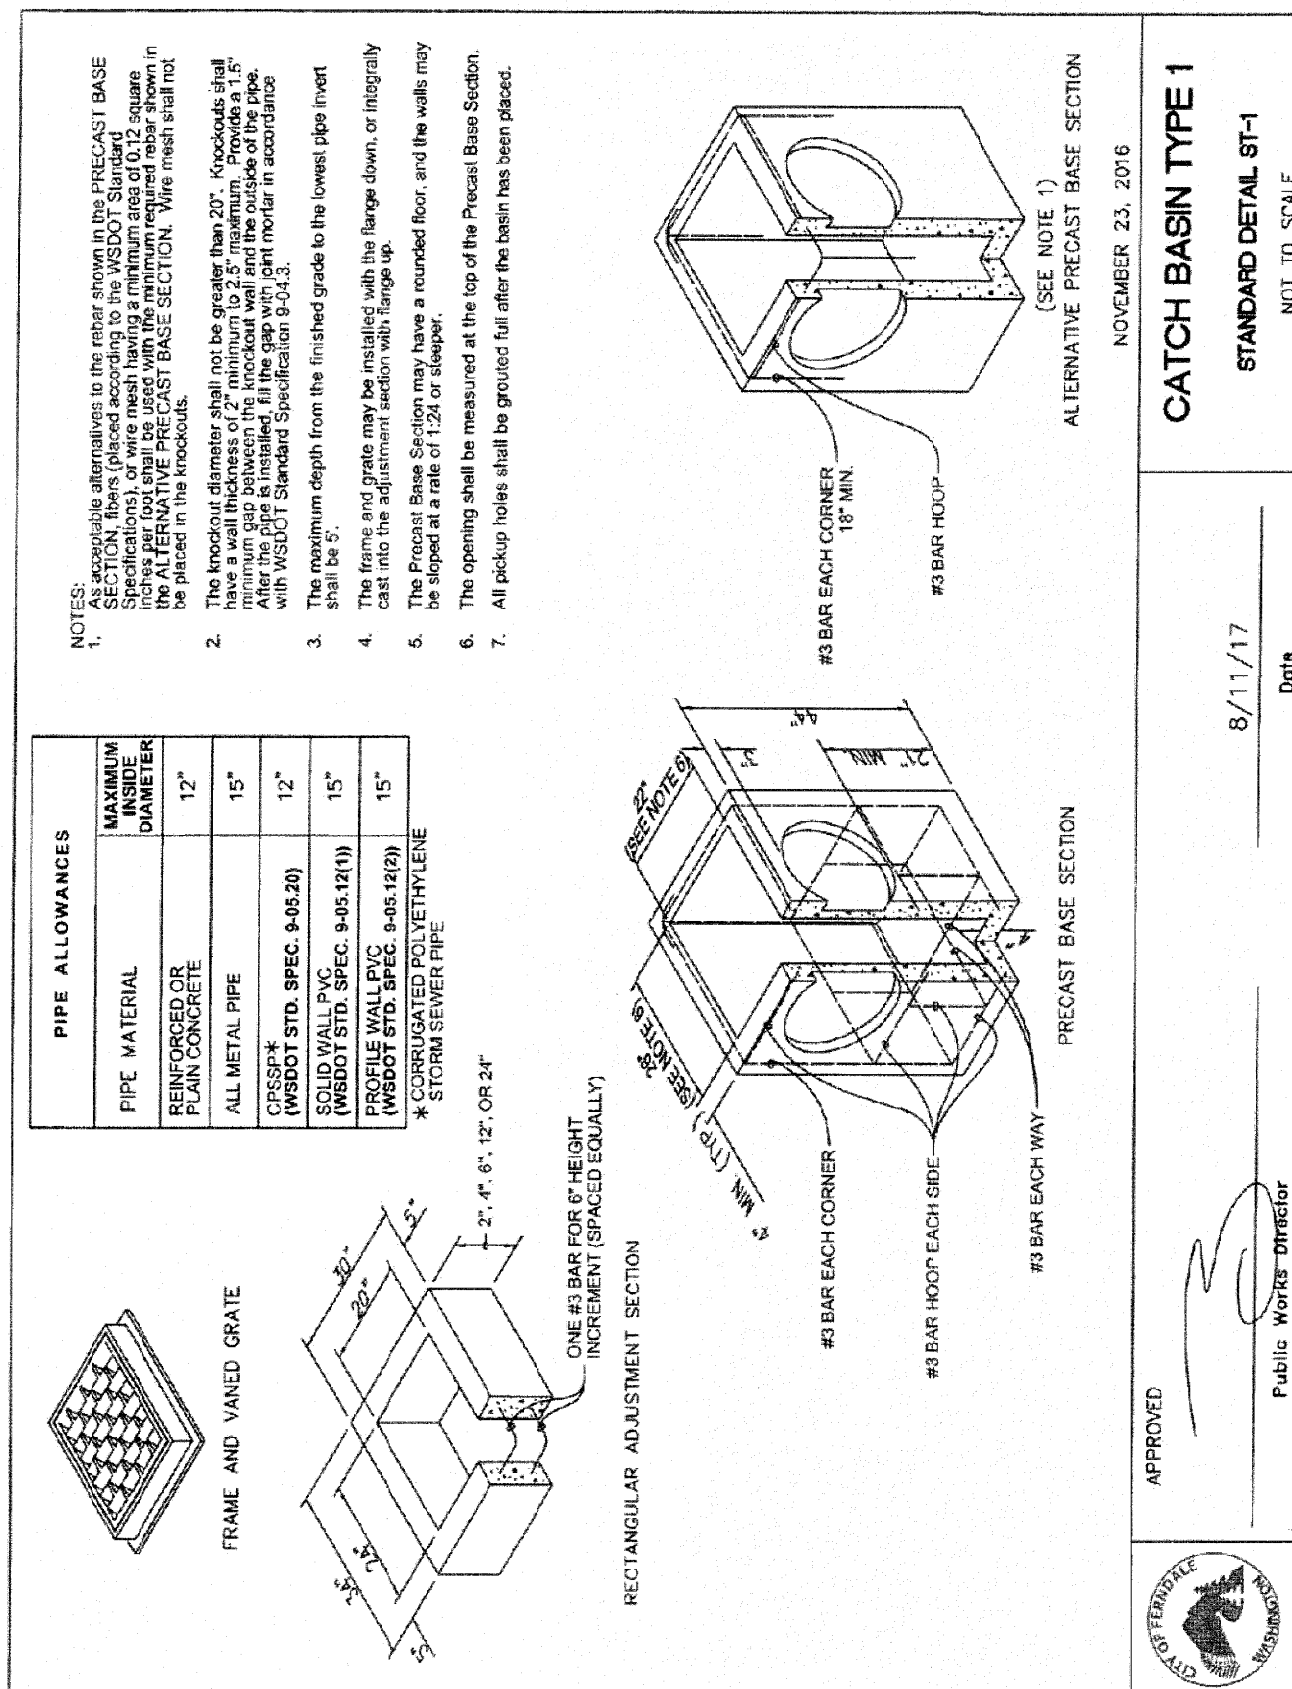 FRAME AND VANED GRATE
34"
24"
5"
30"
20"
5"
2", 4", 6", 12", OR 24"
ONE #3 BAR FOR 6" HEIGHT
INCREMENT (SPACED EQUALLY)
RECTANGULAR ADJUSTMENT SECTION
PIPE ALLOWANCES
PIPE MATERIAL
MAXIMUM
INSIDE
DIAMETER
REINFORCED OR
PLAIN CONCRETE
12"
ALL METAL PIPE
15"
CPSSP*
(WSDOT STD. SPEC. 9-05.20)
12"
SOLID WALL PVC
(WSDOT STD. SPEC. 9-05.12(1))
15"
PROFILE WALL PVC
(WSDOT STD. SPEC. 9-05.12(2))
15"
* CORRUGATED POLYETHYLENE
STORM SEWER PIPE
NOTES:
1. As acceptable alternatives to the rebar shown in the PRECAST BASE
SECTION, fibers (placed according to the WSDOT Standard
Specifications), or wire mesh having a minimum area of 0.12 square
inches per foot shall be used with the minimum required rebar shown in
the ALTERNATIVE PRECAST BASE SECTION. Wire mesh shall not
be placed in the knockouts.
2. The knockout diameter shall not be greater than 20". Knockouts shall
have a wall thickness of 2" minimum to 2.5" maximum. Provide a 1.5"
minimum gap between the knockout wall and the outside of the pipe.
After the pipe is installed, fill the gap with joint mortar in accordance
with WSDOT Standard Specification 9-04.3.
3. The maximum depth from the finished grade to the lowest pipe invert
shall be 5'.
4. The frame and grate may be installed with the flange down, or integrally
cast into the adjustment section with flange up.
5. The Precast Base Section may have a rounded floor, and the walls may
be sloped at a rate of 1:24 or steeper.
6. The opening shall be measured at the top of the Precast Base Section.
7. All pickup holes shall be grouted full after the basin has been placed.
MIN. (TYP.)
26"
(SEE NOTE 6)
22"
(SEE NOTE 6)
3"
44"
21" MIN.
4"
#3 BAR EACH CORNER
#3 BAR HOOP EACH SIDE
#3 BAR EACH WAY
PRECAST BASE SECTION
#3 BAR EACH CORNER
18" MIN.
#3 BAR HOOP
(SEE NOTE 1)
ALTERNATIVE PRECAST BASE SECTION
NOVEMBER 23, 2016
CITY OF FERNDALE
WASHINGTON
APPROVED
Public Works Director
8/11/17
Date
CATCH BASIN TYPE 1
STANDARD DETAIL ST-1
NOT TO SCALE